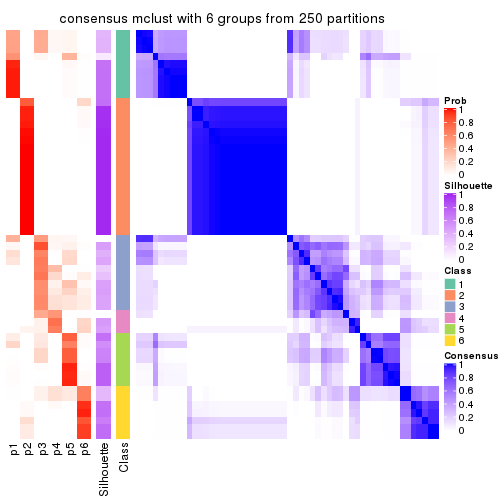 consensus mclust with 6 groups from 250 partitions
Prob
1
0.8
0.6
0.4
0.2
0
Silhouette
1
0.8
0.6
0.4
0.2
0
Class
1
2
3
4
5
6
Consensus
1
0.8
0.6
0.4
0.2
0
p1
p2
p3
p4
p5
p6
Silhouette
Class